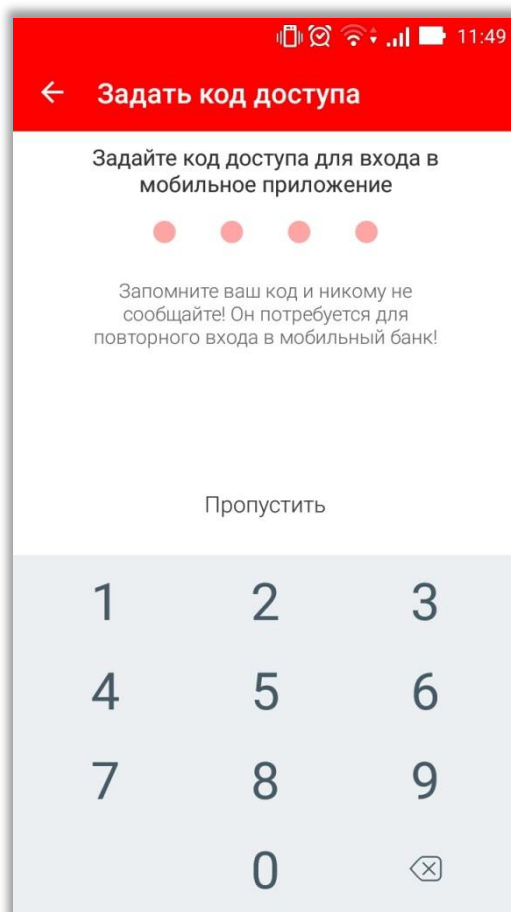 11:49
Задать код доступа
Задайте код доступа для входа в
мобильное приложение
Запомните ваш код и никому не
сообщайте! Он потребуется для
повторного входа в мобильный банк!
Пропустить
1 2 3
4 5 6
7 8 9
0